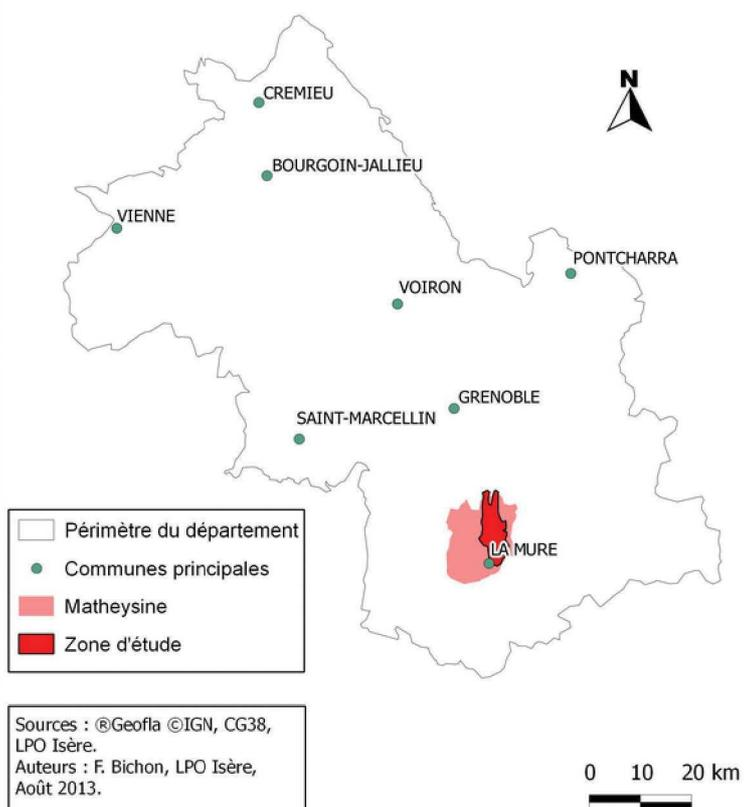 N
CREMIEU
BOURGOIN-JALLIEU
VIENNE
PONTCHARRA
VOIRON
GRENOBLE
SAINT-MARCELLIN
LA MURE
Périmètre du département
Communes principales
Matheysine
Zone d'étude
Sources : ®Geofla ©IGN, CG38,
LPO Isère.
Auteurs : F. Bichon, LPO Isère,
Août 2013.
0 10 20 km